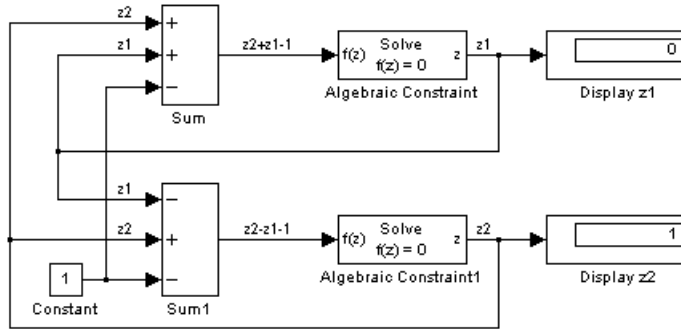 z2
+
z1
+
−
Sum
z2+z1-1
f(z)
Solve
f(z) = 0
z
Algebraic Constraint
z1
0
Display z1
z1
−
z2
+
−
Sum1
1
Constant
z2-z1-1
f(z)
Solve
f(z) = 0
z
Algebraic Constraint1
z2
1
Display z2